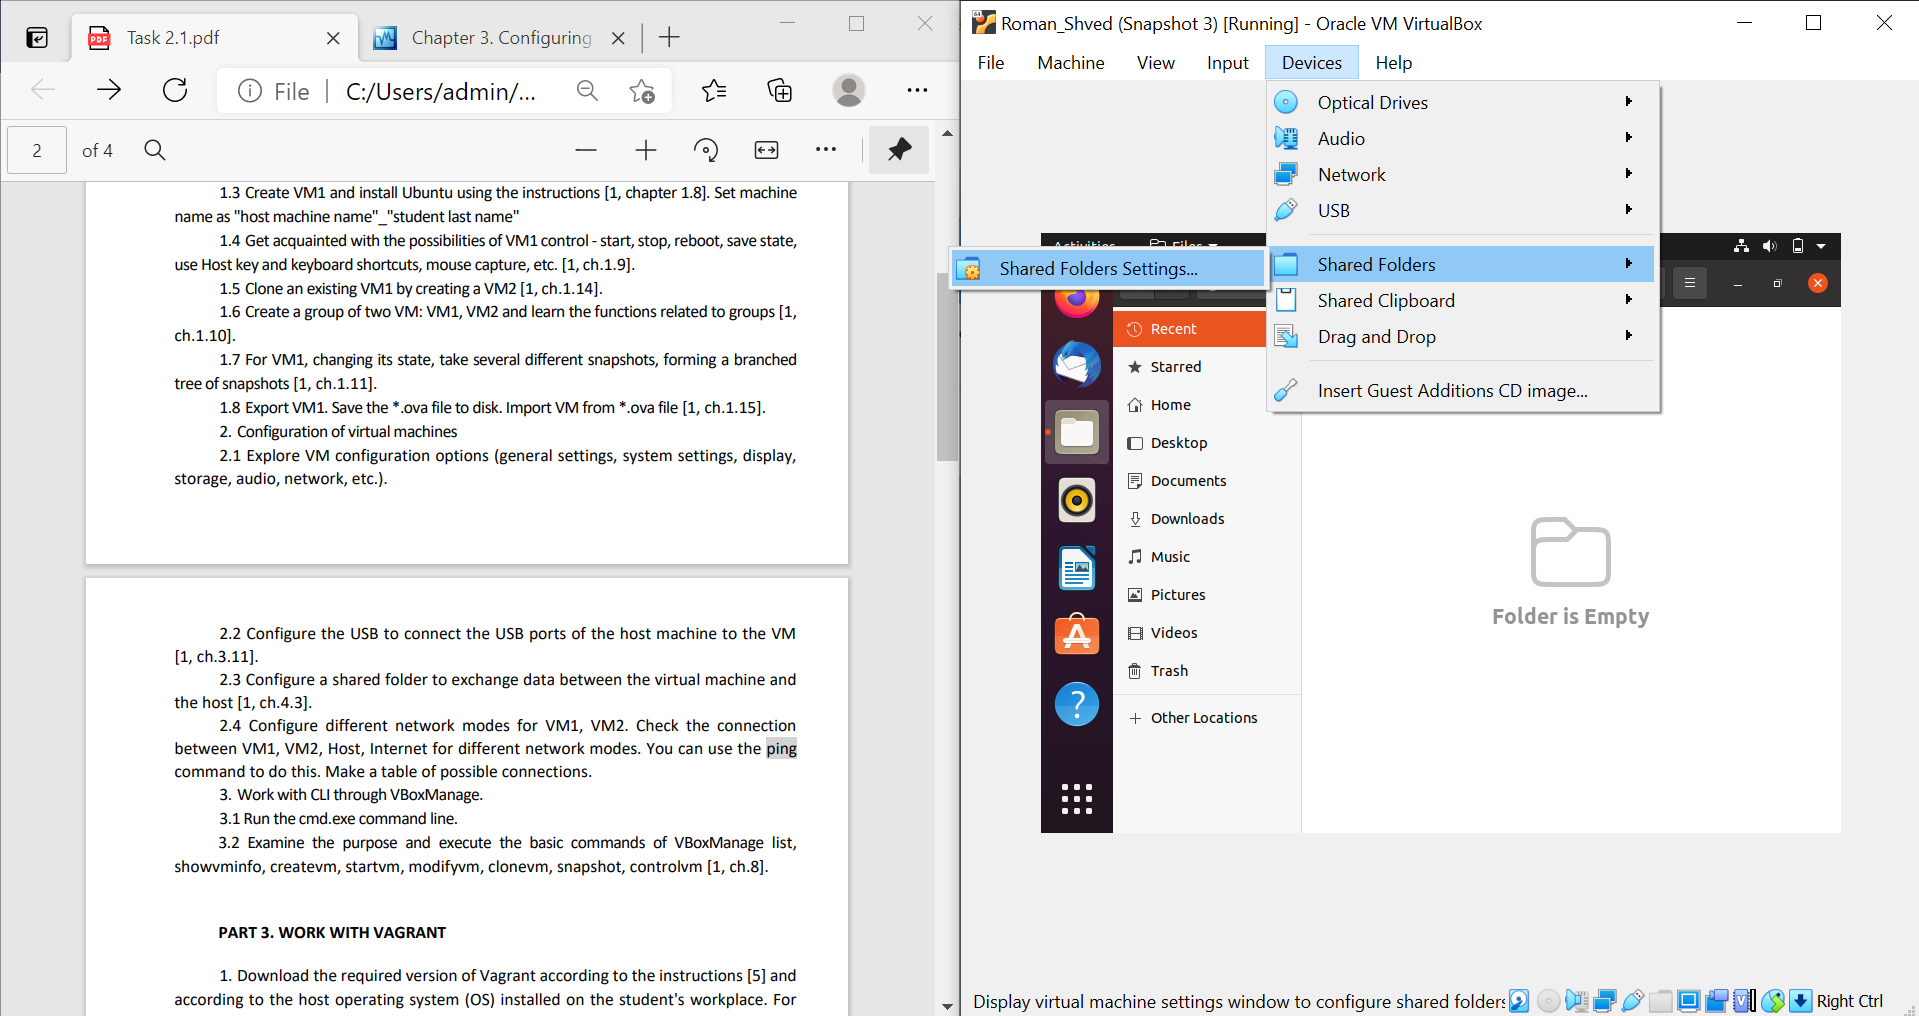 Task 2.1.pdf
Chapter 3. Configuring
File
C:/Users/admin/...
2
of 4
1.3 Create VM1 and install Ubuntu using the instructions [1, chapter 1.8]. Set machine
name as "host machine name"_"student last name"
1.4 Get acquainted with the possibilities of VM1 control - start, stop, reboot, save state,
use Host key and keyboard shortcuts, mouse capture, etc. [1, ch.1.9].
1.5 Clone an existing VM1 by creating a VM2 [1, ch.1.14].
1.6 Create a group of two VM: VM1, VM2 and learn the functions related to groups [1,
ch.1.10].
1.7 For VM1, changing its state, take several different snapshots, forming a branched
tree of snapshots [1, ch.1.11].
1.8 Export VM1. Save the *.ova file to disk. Import VM from *.ova file [1, ch.1.15].
2. Configuration of virtual machines
2.1 Explore VM configuration options (general settings, system settings, display,
storage, audio, network, etc.).
2.2 Configure the USB to connect the USB ports of the host machine to the VM
[1, ch.3.11].
2.3 Configure a shared folder to exchange data between the virtual machine and
the host [1, ch.4.3].
2.4 Configure different network modes for VM1, VM2. Check the connection
between VM1, VM2, Host, Internet for different network modes. You can use the ping
command to do this. Make a table of possible connections.
3. Work with CLI through VBoxManage.
3.1 Run the cmd.exe command line.
3.2 Examine the purpose and execute the basic commands of VBoxManage list,
showvminfo, createvm, startvm, modifyvm, clonevm, snapshot, controlvm [1, ch.8].
PART 3. WORK WITH VAGRANT
1. Download the required version of Vagrant according to the instructions [5] and
according to the host operating system (OS) installed on the student's workplace. For
Roman_Shved (Snapshot 3) [Running] - Oracle VM VirtualBox
File
Machine
View
Input
Devices
Help
Optical Drives
Audio
Network
USB
Shared Folders
Shared Clipboard
Drag and Drop
Insert Guest Additions CD image...
Shared Folders Settings...
Activities
Files
Recent
Starred
Home
Desktop
Documents
Downloads
Music
Pictures
Videos
Trash
Other Locations
Folder is Empty
Display virtual machine settings window to configure shared folders
Right Ctrl